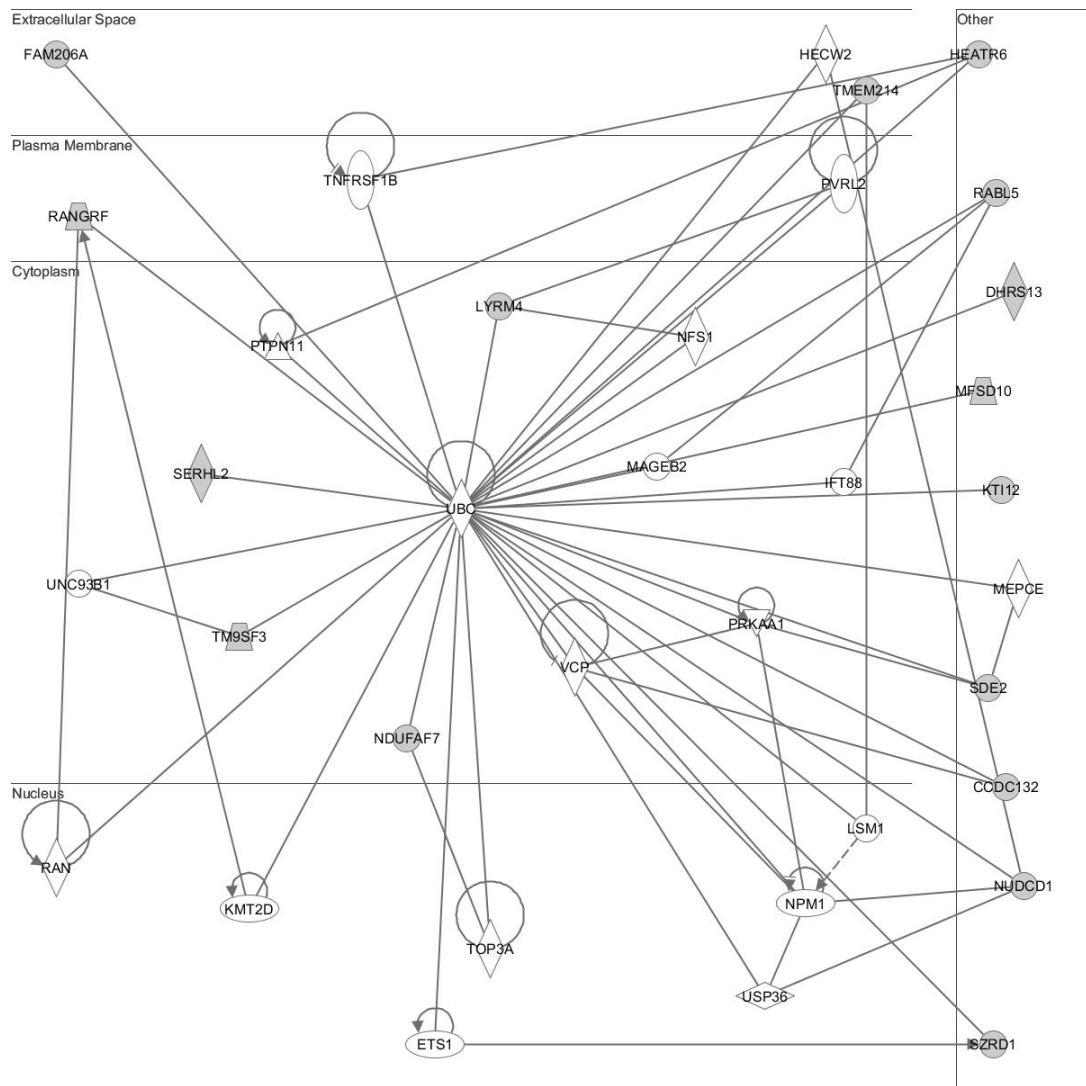 Extracellular Space
Other
FAM206A
HECW2
HEATR6
TMEM214
Plasma Membrane
TNFRSF1B
PVRL2
RABL5
RANGRF
Cytoplasm
DHRS13
LYRM4
NFS1
PTPN11
MFSD10
SERHL2
MAGEB2
IFT88
KTI12
UBC
UNC93B1
MEPCE
TM9SF3
PRKAA1
VCP
SDE2
NDUFAF7
Nucleus
CCDC132
LSM1
RAN
NUDCD1
KMT2D
NPM1
TOP3A
USP36
ETS1
SZRD1